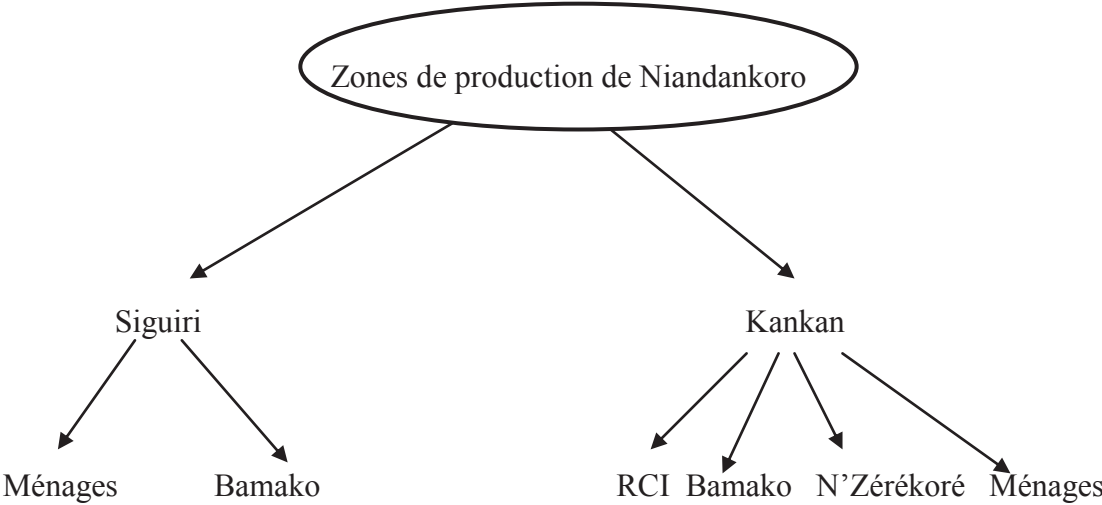 Zones de production de Niandankoro
Siguiri Kankan
Ménages Bamako RCI Bamako N’Zérékoré Ménages